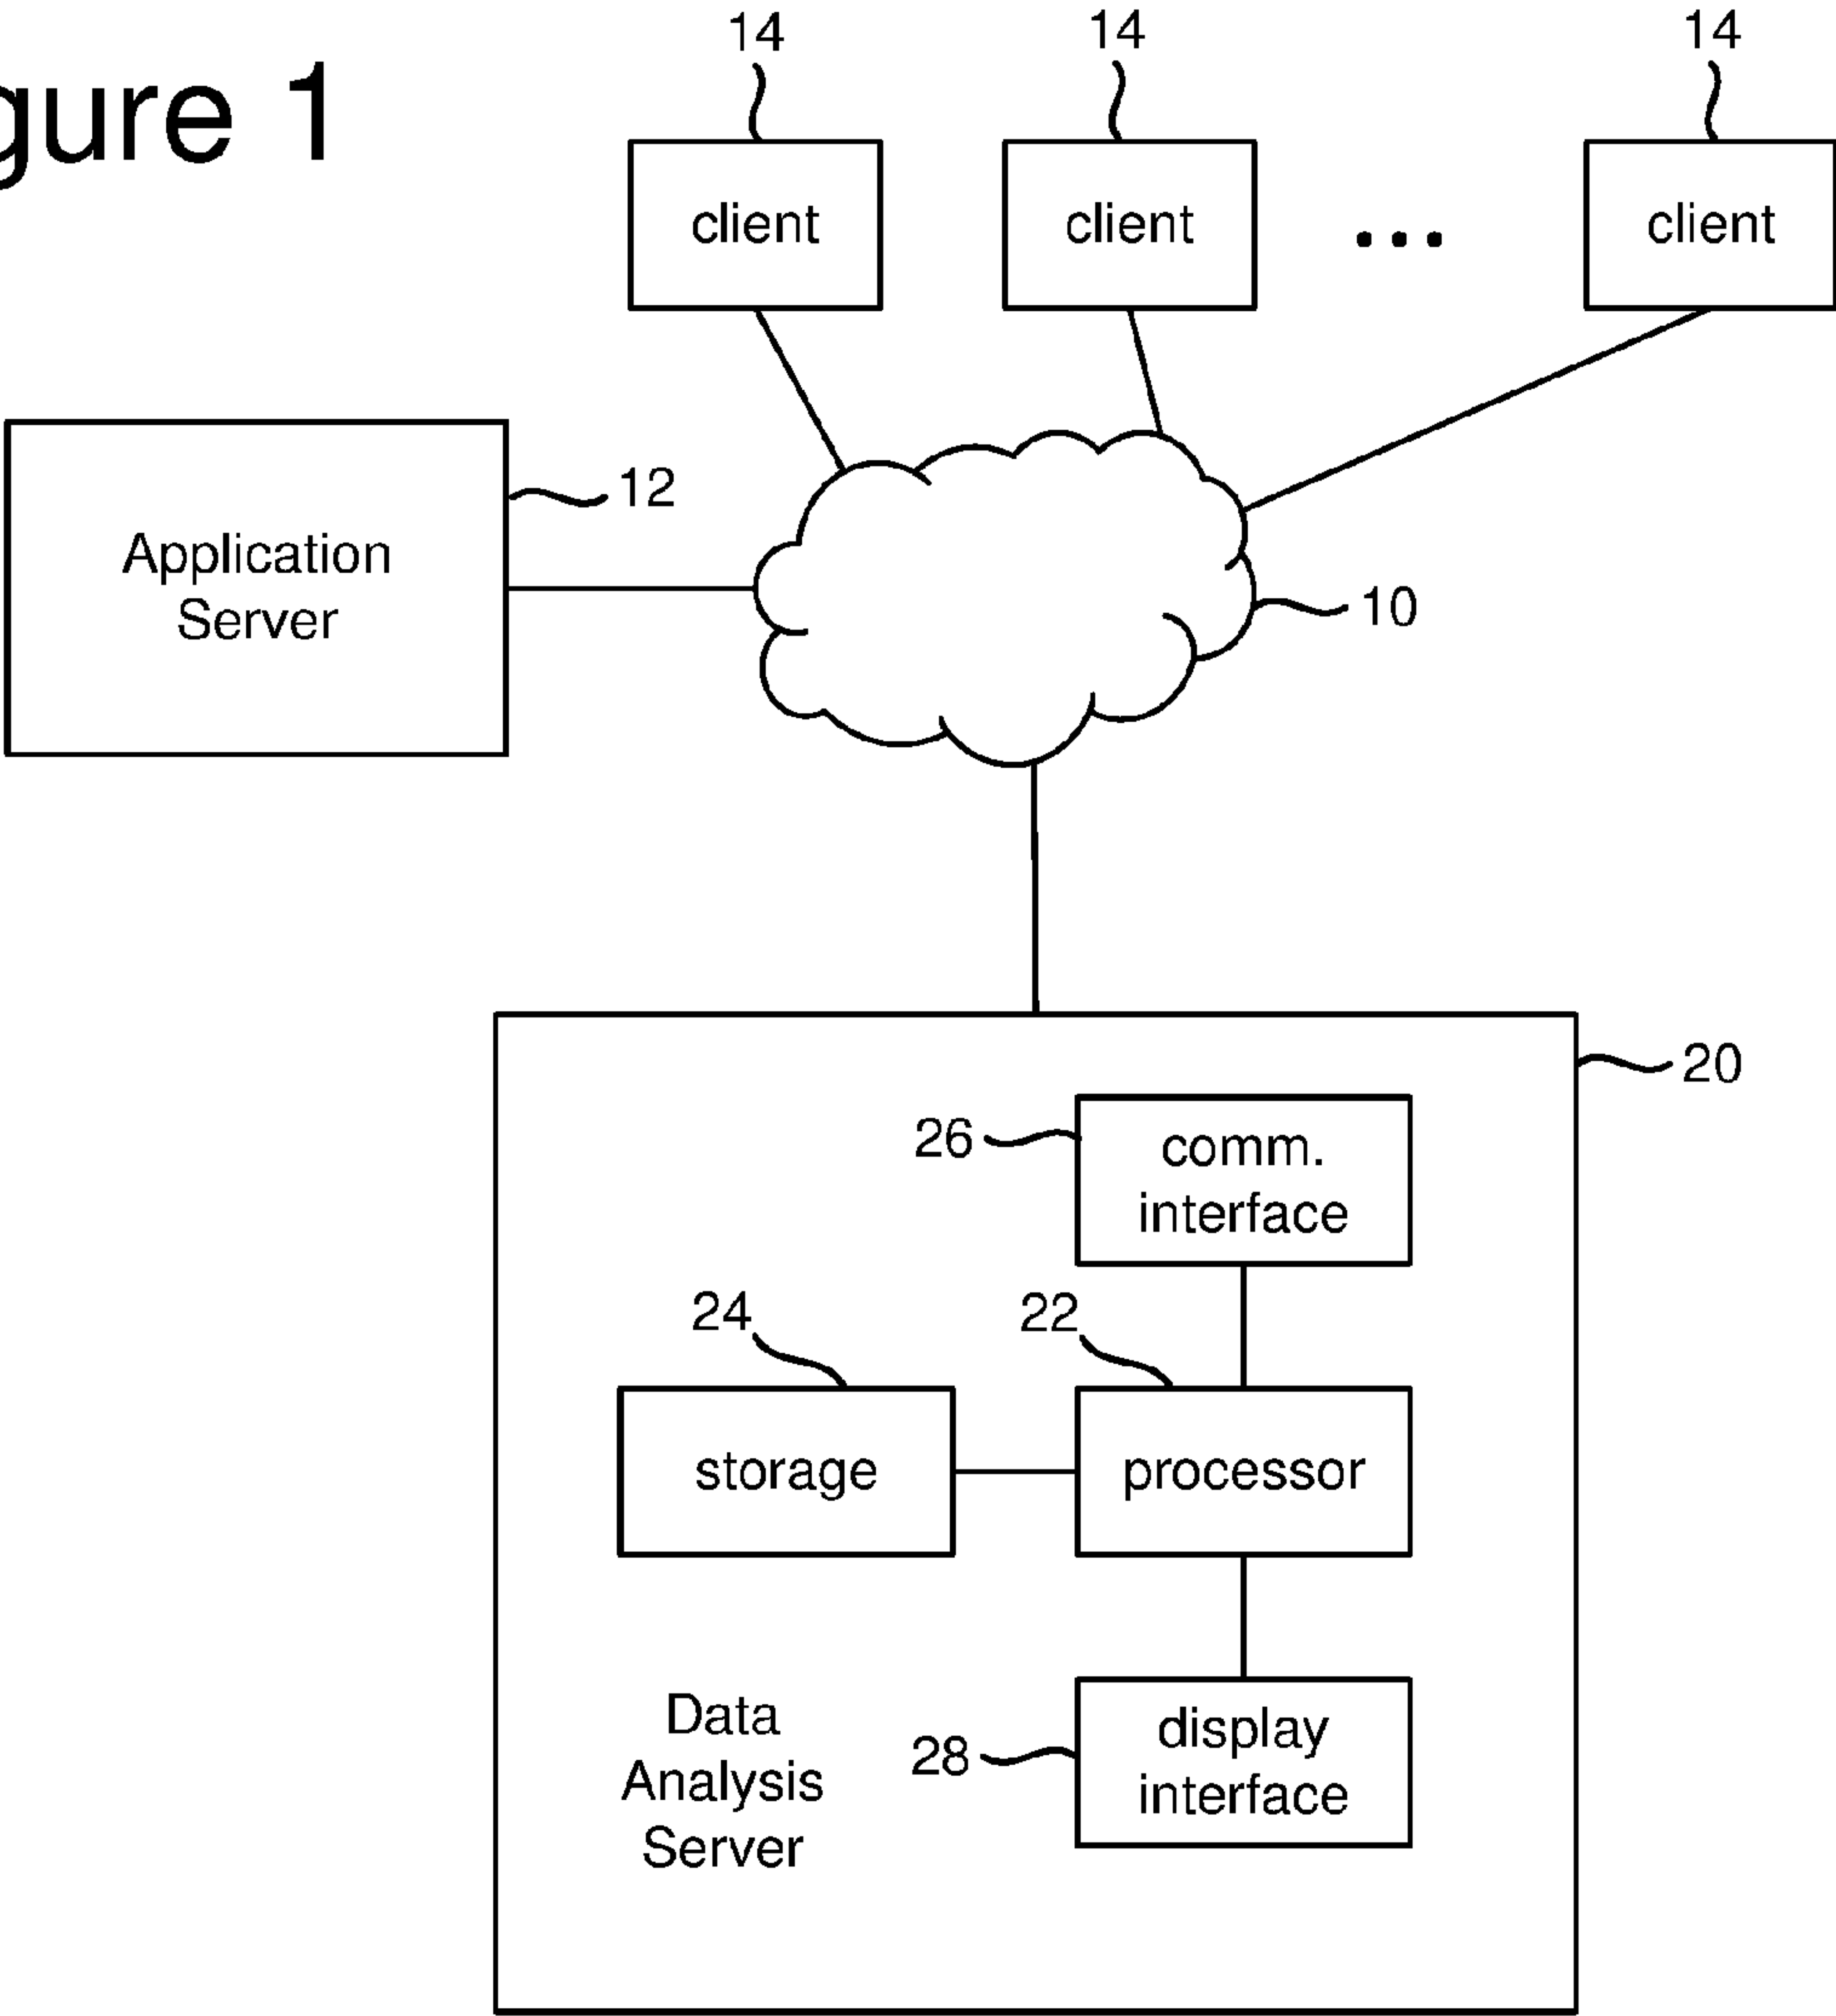 gure 1
14
14
14
client
client
...
client
12
Application
Server
10
20
26
comm.
interface
24
22
storage
processor
Data
Analysis
Server
28
display
interface